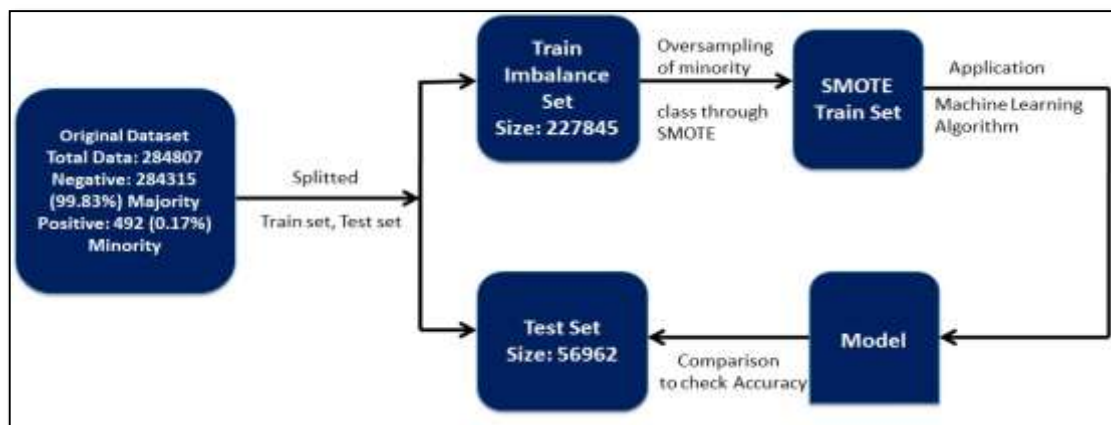 Original Dataset
Total Data: 284807
Negative: 284315
(99.83%) Majority
Positive: 492 (0.17%)
Minority
Splitted
Train set, Test set
Train
Imbalance
Set
Size: 227845
Oversampling
of minority
class through
SMOTE
SMOTE
Train Set
Application
Machine Learning
Algorithm
Test Set
Size: 56962
Comparison
to check Accuracy
Model